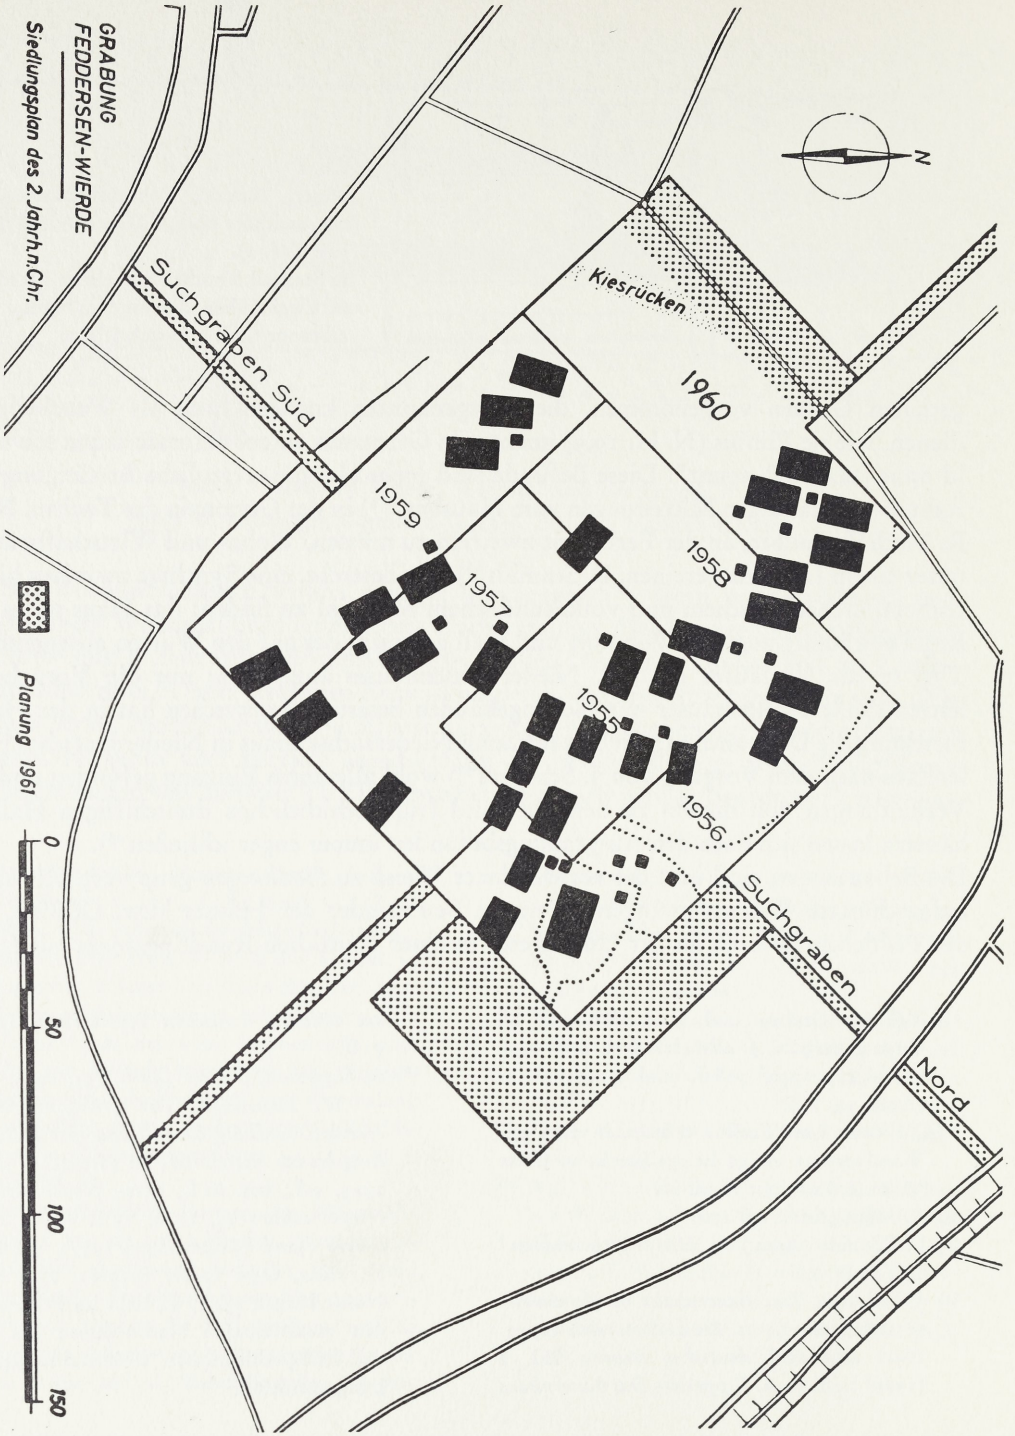 GRABUNG
FEDDERSEN-WIERDE
Siedlungsplan des 2. Jahrh. n. Chr.
N
Kiesrücken
1960
Suchgraben Süd
1959
1958
1957
1955
1956
Suchgraben
Nord
Planung 1961
0
50
100
150